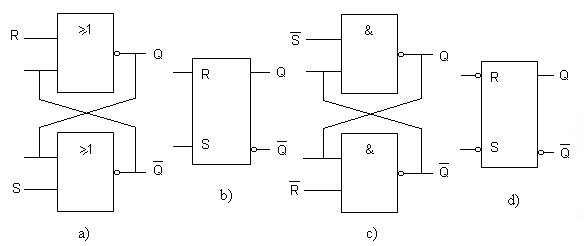 R
≥1
Q
≥1
Q̅
S
a)
R
Q
S
Q̅
b)
S̅
&
Q
&
Q̅
R̅
c)
R
Q
S
Q̅
d)